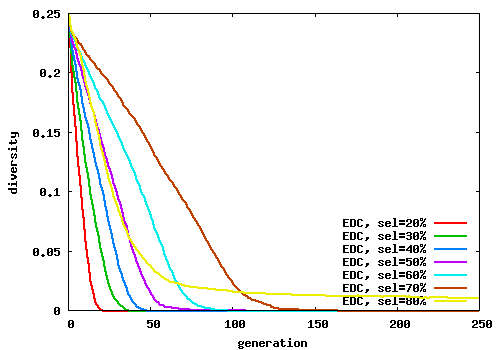 0.25
0.2
0.15
0.1
0.05
0
diversity
EDC, sel=20%
EDC, sel=30%
EDC, sel=40%
EDC, sel=50%
EDC, sel=60%
EDC, sel=70%
EDC, sel=80%
0 50 100 150 200 250
generation